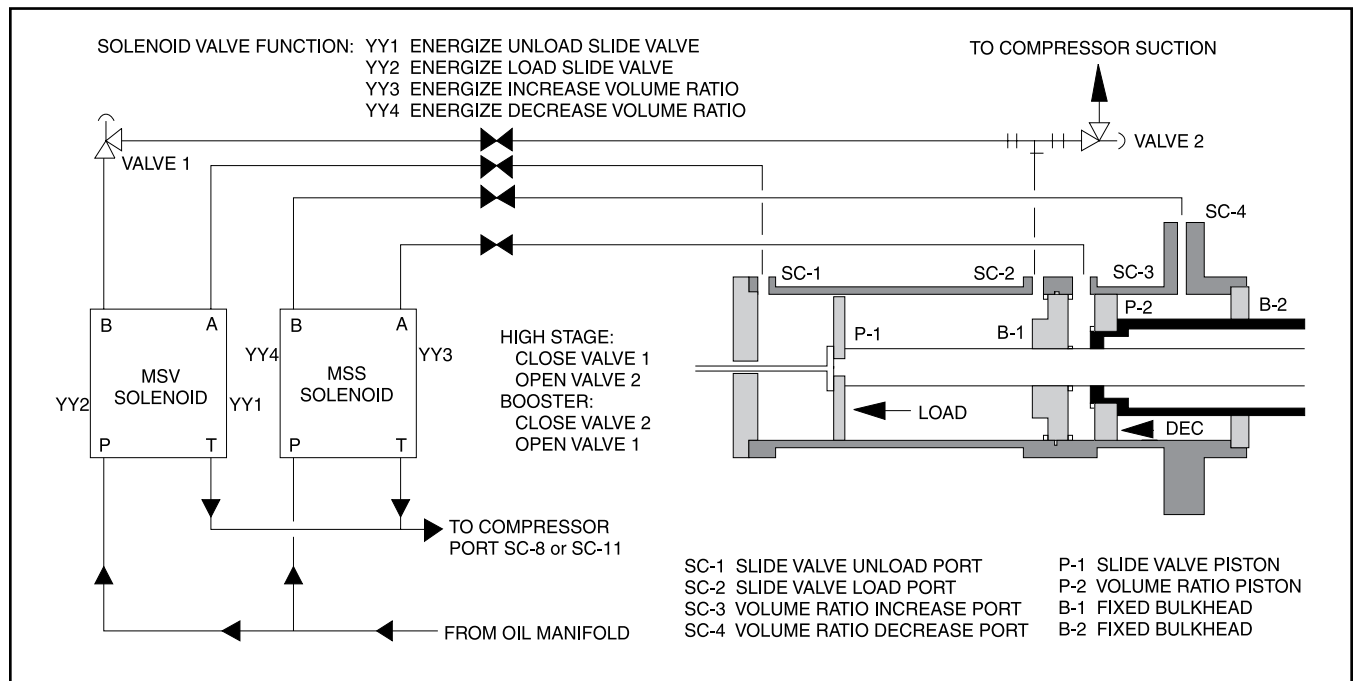 SOLENOID VALVE FUNCTION: YY1 ENERGIZE UNLOAD SLIDE VALVE
YY2 ENERGIZE LOAD SLIDE VALVE
YY3 ENERGIZE INCREASE VOLUME RATIO
YY4 ENERGIZE DECREASE VOLUME RATIO
TO COMPRESSOR SUCTION
VALVE 1
VALVE 2
SC-4
SC-1
SC-2
SC-3
P-2
B-2
P-1
B-1
B
A
YY2
MSV
SOLENOID
YY1
P
T
YY4
B
A
YY3
MSS
SOLENOID
P
T
HIGH STAGE:
CLOSE VALVE 1
OPEN VALVE 2
BOOSTER:
CLOSE VALVE 2
OPEN VALVE 1
LOAD
DEC
TO COMPRESSOR
PORT SC-8 or SC-11
FROM OIL MANIFOLD
SC-1 SLIDE VALVE UNLOAD PORT
SC-2 SLIDE VALVE LOAD PORT
SC-3 VOLUME RATIO INCREASE PORT
SC-4 VOLUME RATIO DECREASE PORT
P-1 SLIDE VALVE PISTON
P-2 VOLUME RATIO PISTON
B-1 FIXED BULKHEAD
B-2 FIXED BULKHEAD